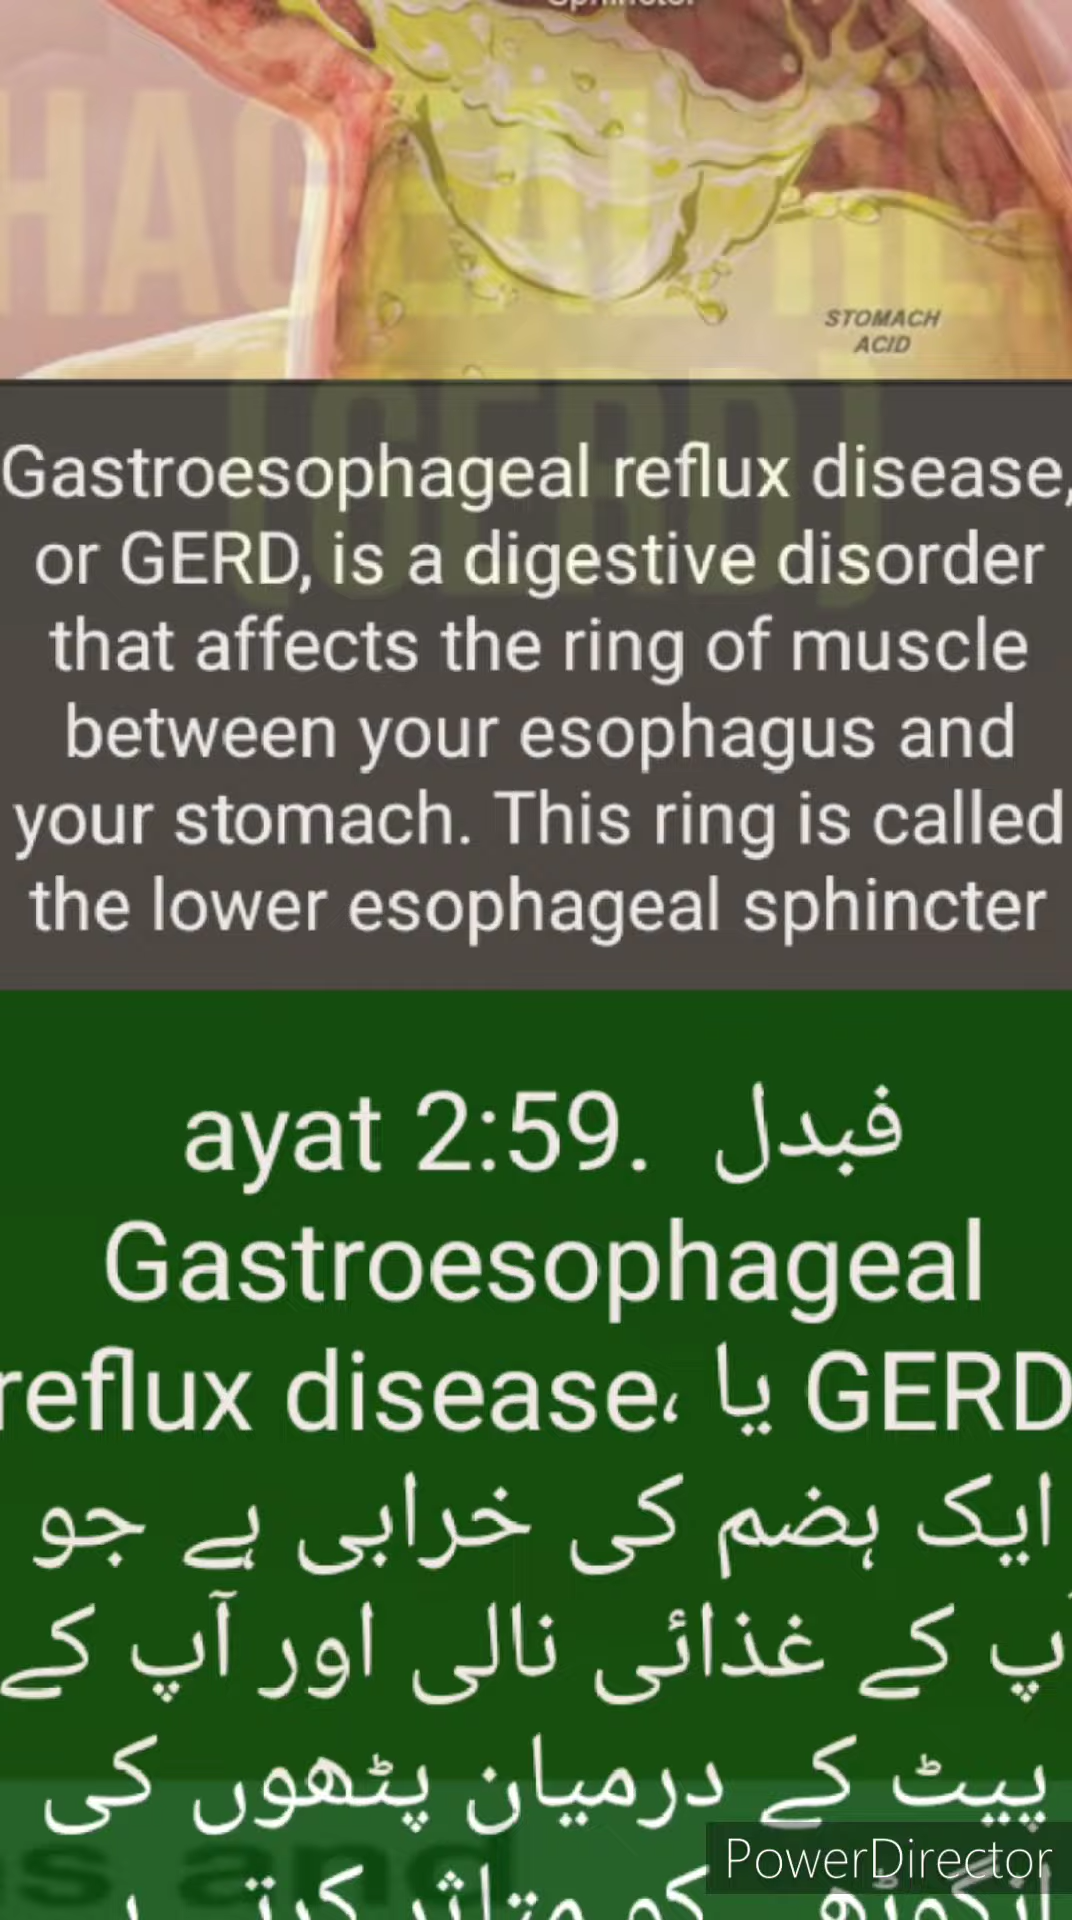 STOMACH
ACID
Gastroesophageal reflux disease,
or GERD, is a digestive disorder
that affects the ring of muscle
between your esophagus and
your stomach. This ring is called
the lower esophageal sphincter
ayat 2:59. فبدل
Gastroesophageal
reflux disease، یا GERD
ایک ہضم کی خرابی ہے جو
پ کے غذائی نالی اور آپ کے
پیٹ کے درمیان پٹھوں کی
s and
PowerDirector